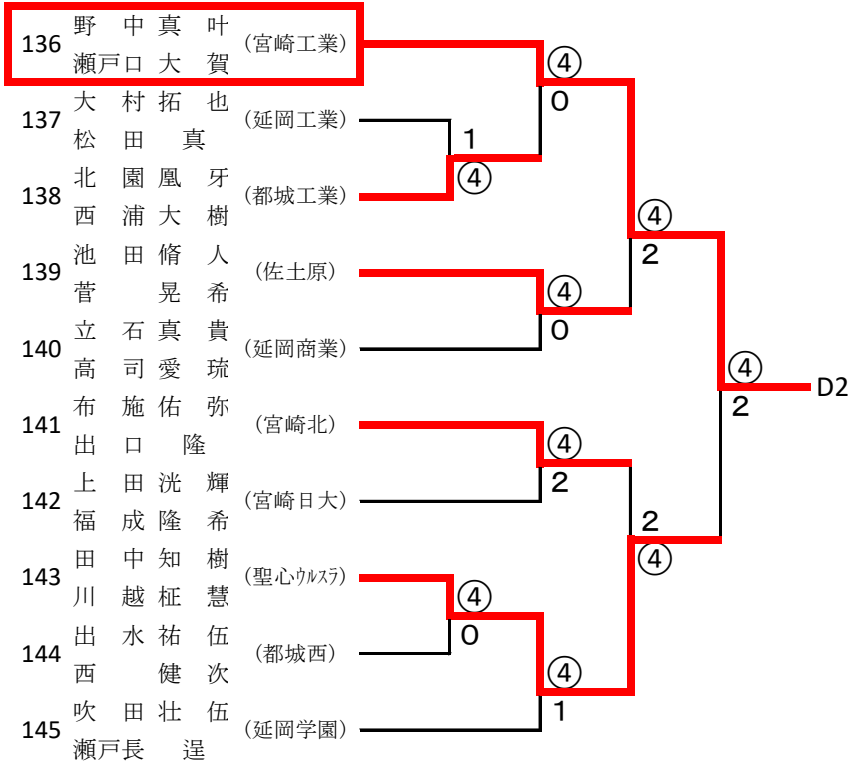 136 野中真叶 (宮崎工業)
瀬戸口大賀
④
0
137 大村拓也 (延岡工業)
松田真
1
④
138 北園凰牙 (都城工業)
西浦大樹
④
2
139 池田脩人 (佐土原)
菅晃希
④
0
140 立石真貴 (延岡商業)
高司愛琉
④
2
D2
141 布施佑弥 (宮崎北)
出口隆
④
2
142 上田洸輝 (宮崎日大)
福成隆希
2
④
143 田中知樹 (聖心ｳﾙｽﾗ)
川越柾慧
④
0
144 出水祐伍 (都城西)
西健次
④
1
145 吹田壮伍 (延岡学園)
瀬戸長逞